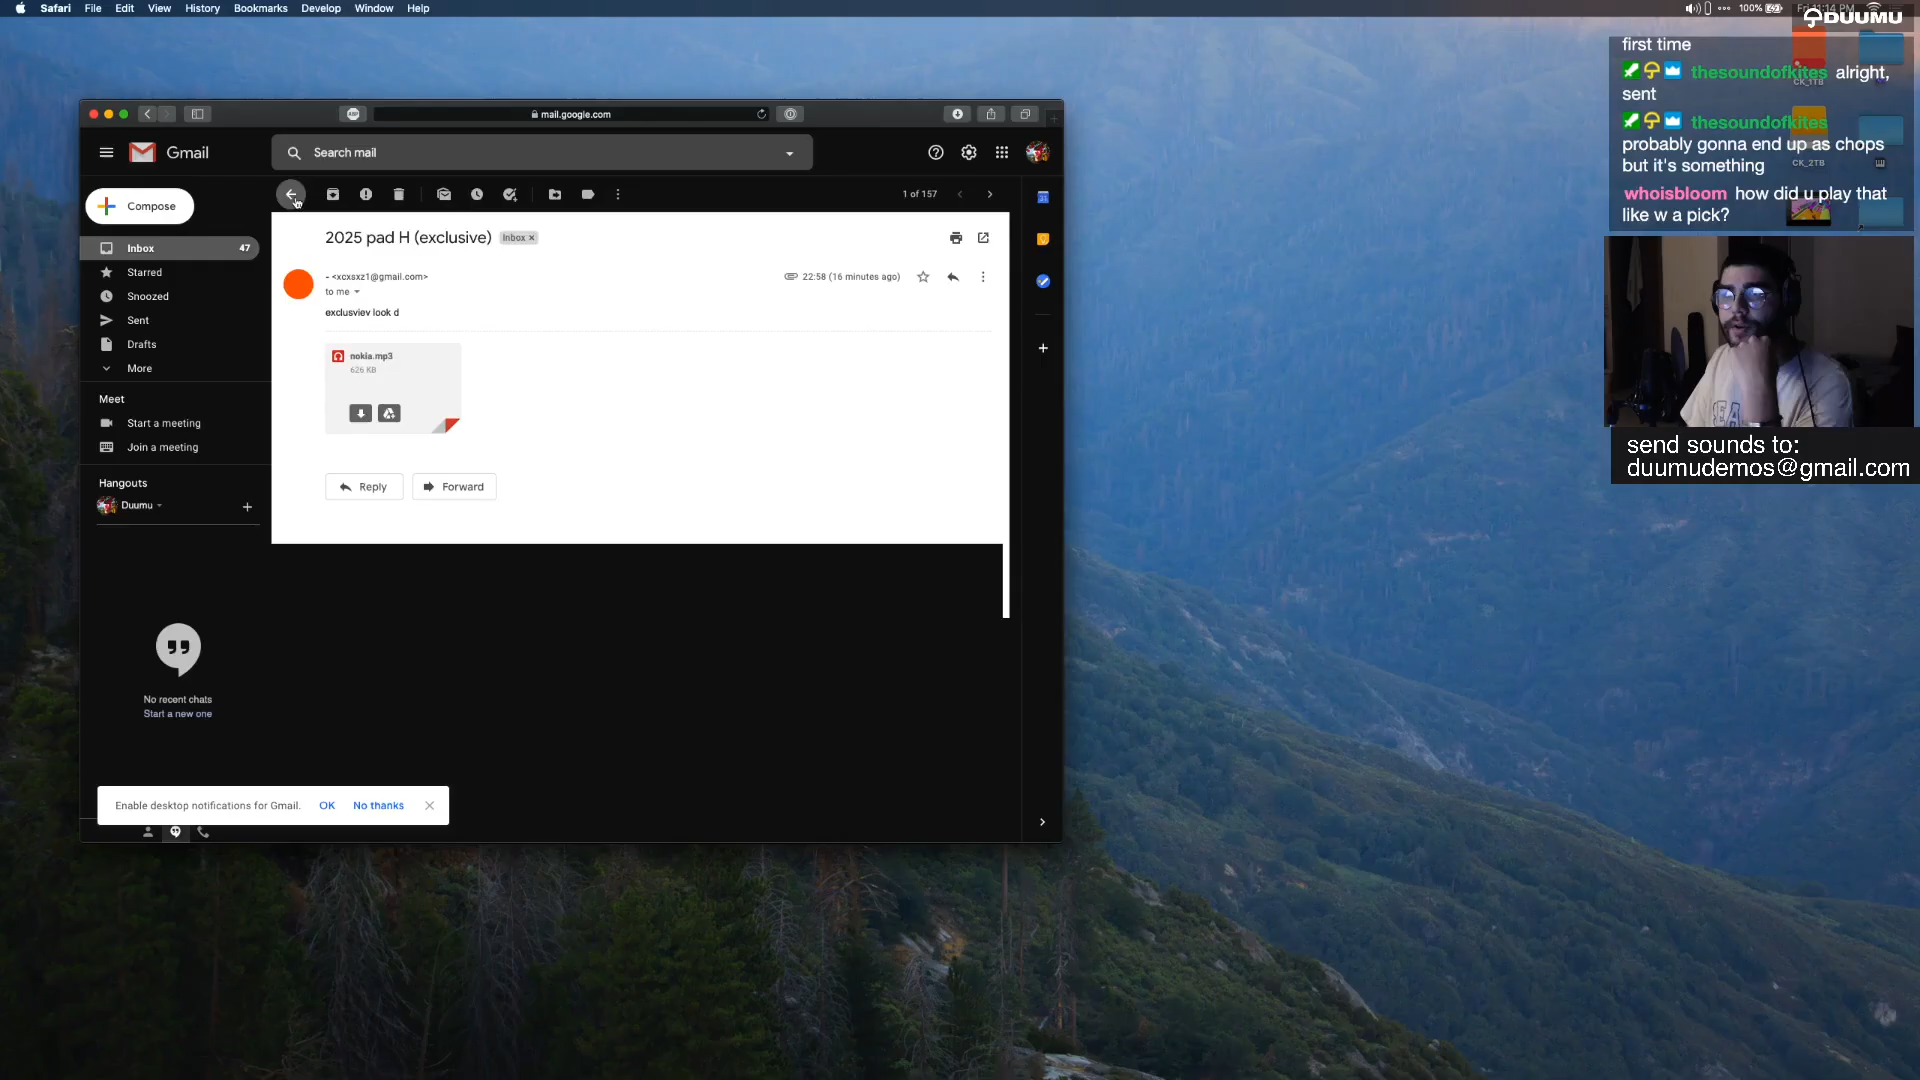 Safari File Edit View History Bookmarks Develop Window Help
100%
DUUMU
mail.google.com
Gmail
Search mail
Compose
1 of 157
Inbox 47
Starred
Snoozed
Sent
Drafts
More
Meet
Start a meeting
Join a meeting
Hangouts
Duumu
No recent chats
Start a new one
2025 pad H (exclusive) Inbox ×
- <xcxsxz1@gmail.com>
22:58 (16 minutes ago)
to me
exclusviev look d
nokia.mp3
626 KB
Reply
Forward
Enable desktop notifications for Gmail. OK No thanks
first time
thesoundofkites alright,
sent
thesoundofkites
probably gonna end up as chops
but it's something
whoisbloom how did u play that
like w a pick?
CK_1TB
CK_2TB
send sounds to:
duumudemos@gmail.com